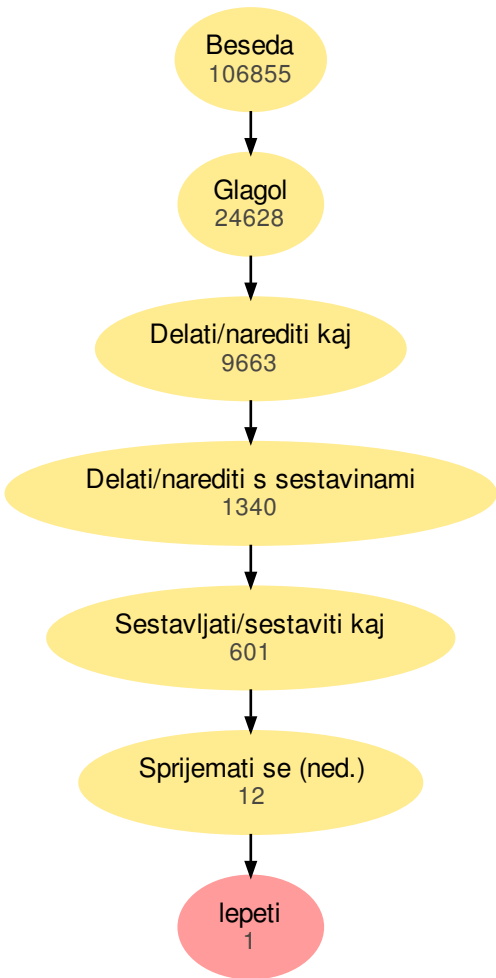 Beseda
106855
Glagol
24628
Delati/narediti kaj
9663
Delati/narediti s sestavinami
1340
Sestavljati/sestaviti kaj
601
Sprijemati se (ned.)
12
lepeti
1